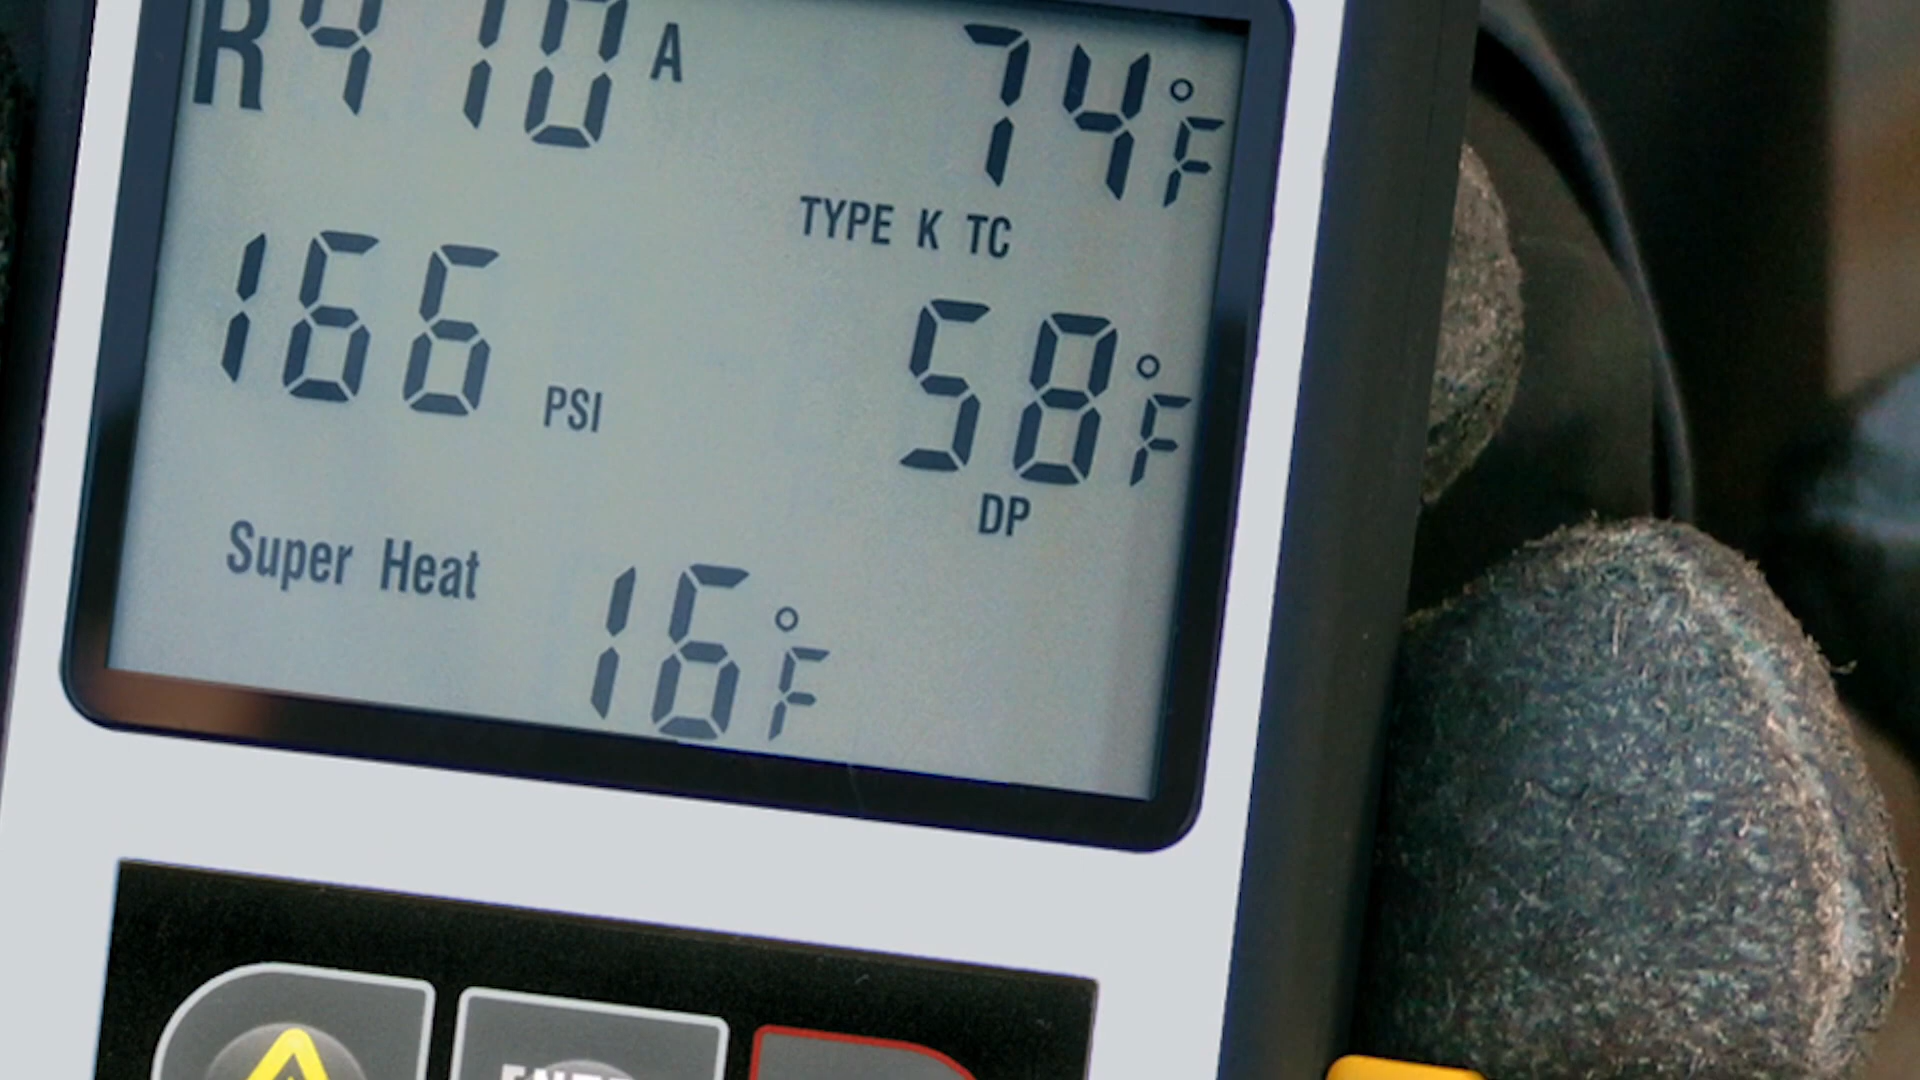 R410A 74°F
TYPE K TC
166 PSI 58°F
DP
Super Heat 16°F